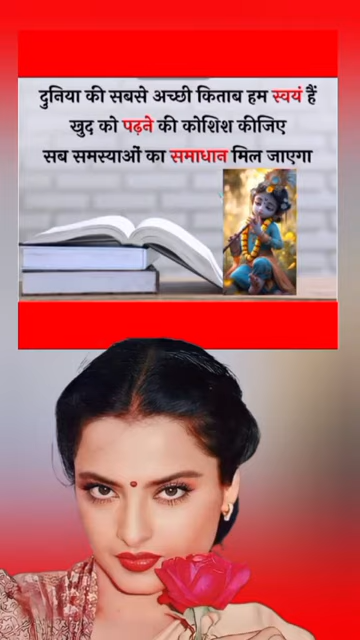 दुनिया की सबसे अच्छी किताब हम स्वयं हैं
खुद को पढ़ने की कोशिश कीजिए
सब समस्याओं का समाधान मिल जाएगा